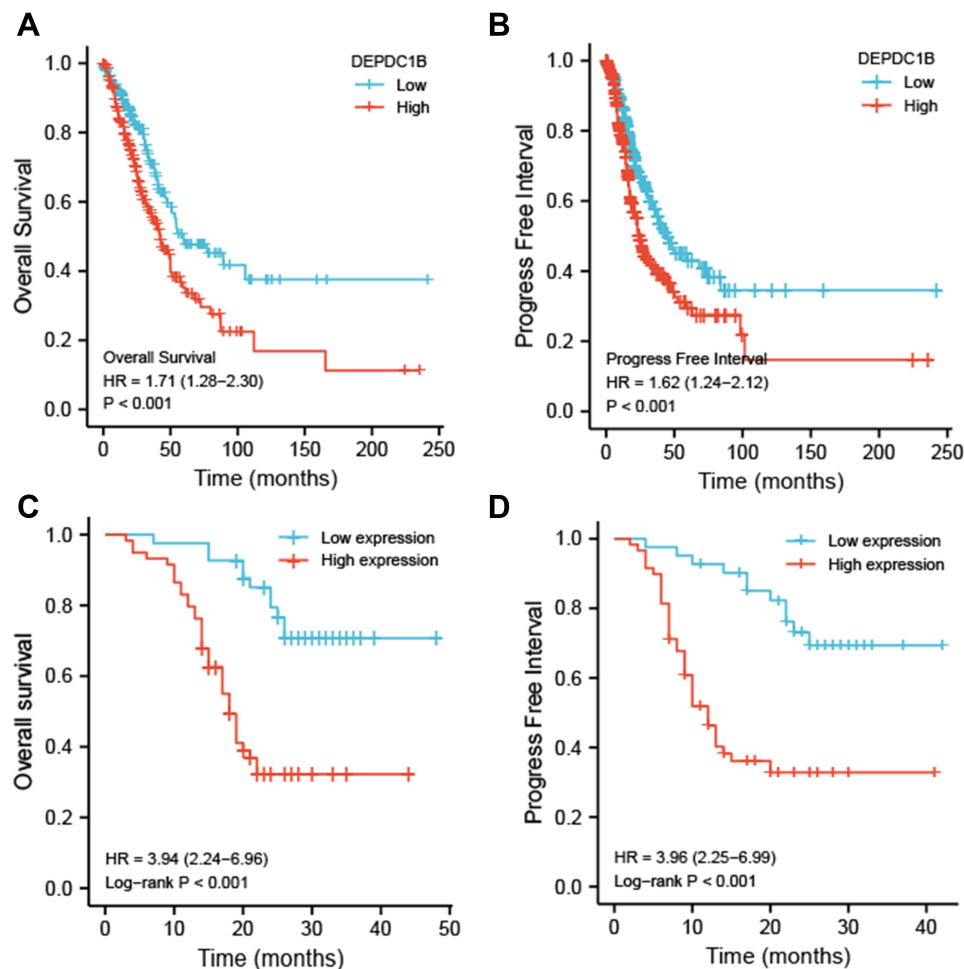 A
Overall Survival
1.0
0.8
0.6
0.4
0.2
0.0
DEPDC1B
Low
High
Overall Survival
HR = 1.71 (1.28–2.30)
P < 0.001
0 50 100 150 200 250
Time (months)
B
Progress Free Interval
1.0
0.8
0.6
0.4
0.2
0.0
DEPDC1B
Low
High
Progress Free Interval
HR = 1.62 (1.24–2.12)
P < 0.001
0 50 100 150 200 250
Time (months)
C
Overall survival
1.0
0.8
0.6
0.4
0.2
0.0
Low expression
High expression
HR = 3.94 (2.24–6.96)
Log–rank P < 0.001
0 10 20 30 40 50
Time (months)
D
Progress Free Interval
1.0
0.8
0.6
0.4
0.2
0.0
Low expression
High expression
HR = 3.96 (2.25–6.99)
Log–rank P < 0.001
0 10 20 30 40
Time (months)